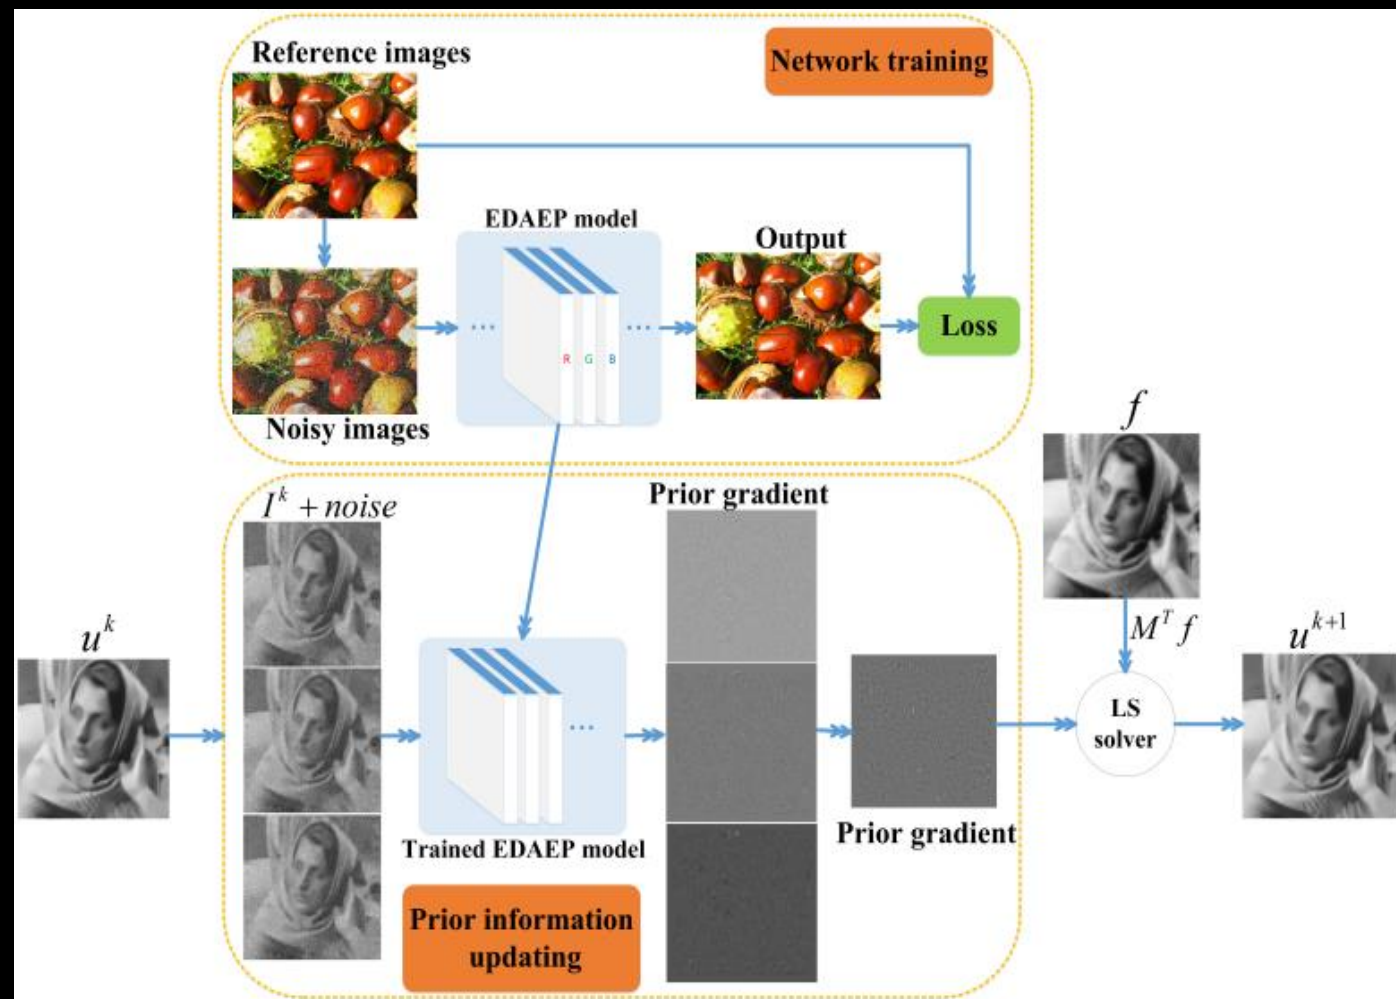 Reference images
Network training
EDAEP model
Output
...
...
R G B
Loss
Noisy images
f
I^k + noise
Prior gradient
M^T f
u^k
u^{k+1}
...
LS
solver
Prior gradient
Trained EDAEP model
Prior information
updating